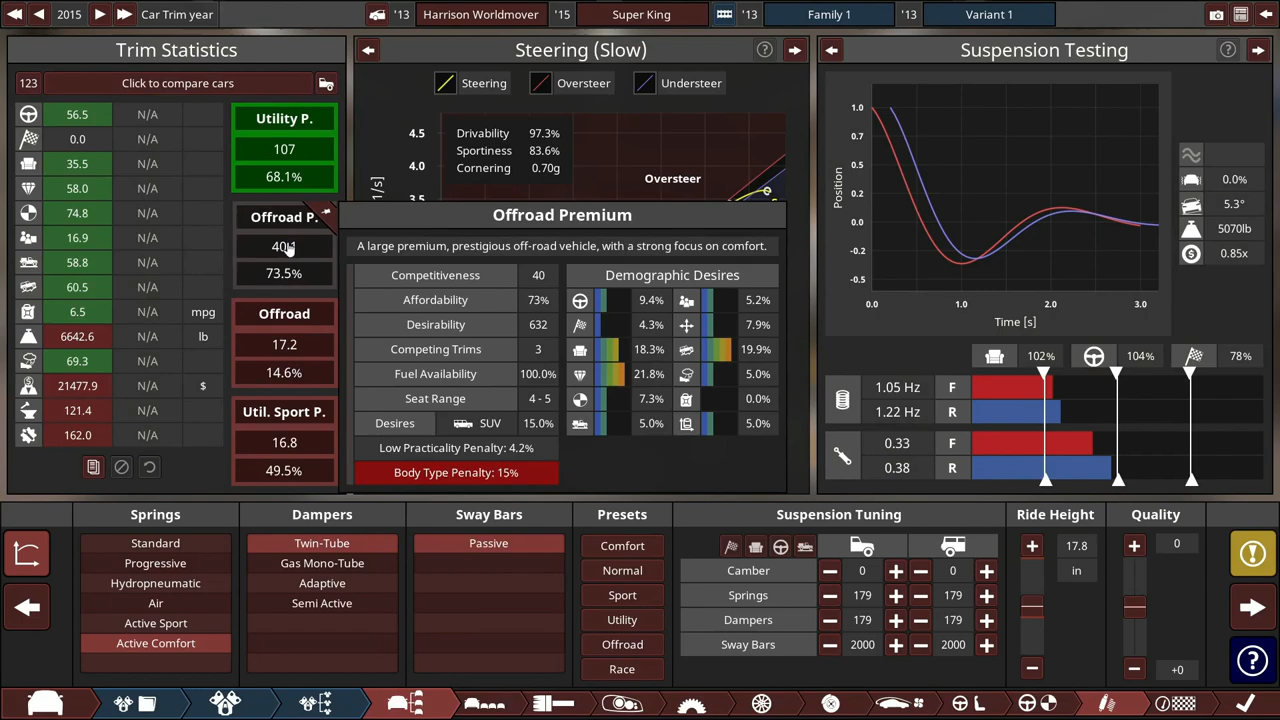 2015 Car Trim year '13 Harrison Worldmover '15 Super King '13 Family 1 '13 Variant 1
Trim Statistics
123 Click to compare cars
56.5 N/A
0.0 N/A
35.5 N/A
58.0 N/A
74.8 N/A
16.9 N/A
58.8 N/A
60.5 N/A
6.5 N/A mpg
6642.6 N/A lb
69.3 N/A
21477.9 N/A $
121.4 N/A
162.0 N/A
Utility P.
107
68.1%
Offroad P.
73.5%
Offroad
17.2
14.6%
Util. Sport P.
16.8
49.5%
Steering (Slow) ?
Steering Oversteer Understeer
4.5
4.0
Drivability 97.3%
Sportiness 83.6%
Cornering 0.70g
Oversteer
Offroad Premium
A large premium, prestigious off-road vehicle, with a strong focus on comfort.
Competitiveness 40
Affordability 73%
Desirability 632
Competing Trims 3
Fuel Availability 100.0%
Seat Range 4 - 5
Desires SUV 15.0%
Low Practicality Penalty: 4.2%
Body Type Penalty: 15%
Demographic Desires
9.4% 5.2%
4.3% 7.9%
18.3% 19.9%
21.8% 5.0%
7.3% 0.0%
5.0% 5.0%
Suspension Testing ?
Position
1.0
0.7
0.5
0.2
0.0
-0.2
-0.5
0.0 1.0 2.0 3.0
Time [s]
0.0%
5.3°
5070lb
0.85x
102% 104% 78%
1.05 Hz F
1.22 Hz R
0.33 F
0.38 R
Springs
Standard
Progressive
Hydropneumatic
Air
Active Sport
Active Comfort
Dampers
Twin-Tube
Gas Mono-Tube
Adaptive
Semi Active
Sway Bars
Passive
Presets
Comfort
Normal
Sport
Utility
Offroad
Race
Suspension Tuning
Camber 0 0
Springs 179 179
Dampers 179 179
Sway Bars 2000 2000
Ride Height
17.8
in
Quality
0
+0